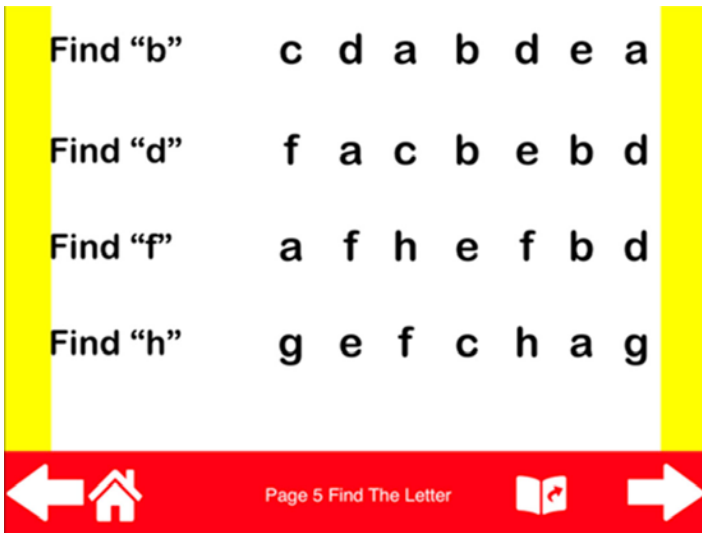 Find “b” c d a b d e a
Find “d” f a c b e b d
Find “f” a f h e f b d
Find “h” g e f c h a g
Page 5 Find The Letter